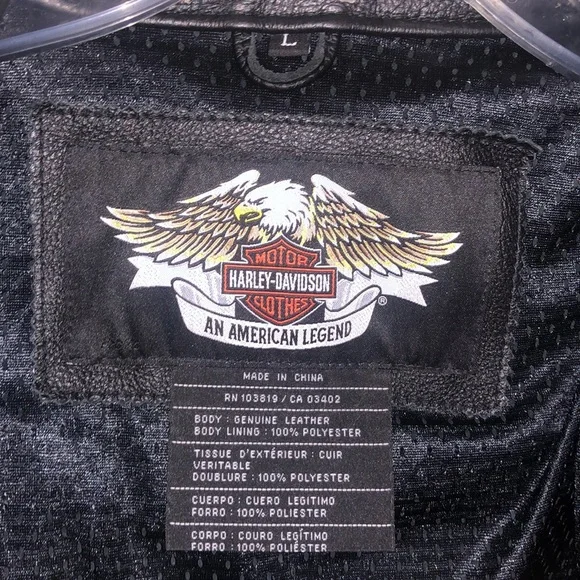 L
MOTOR
HARLEY-DAVIDSON
CLOTHES
®
AN AMERICAN LEGEND
MADE IN CHINA
RN 103819 / CA 03402
BODY : GENUINE LEATHER
BODY LINING : 100% POLYESTER
TISSUE D'EXTÉRIEUR : CUIR
VERITABLE
DOUBLURE : 100% POLYESTER
CUERPO : CUERO LEGITIMO
FORRO : 100% POLIESTER
CORPO : COURO LEGÍTIMO
FORRO : 100% POLIÉSTER